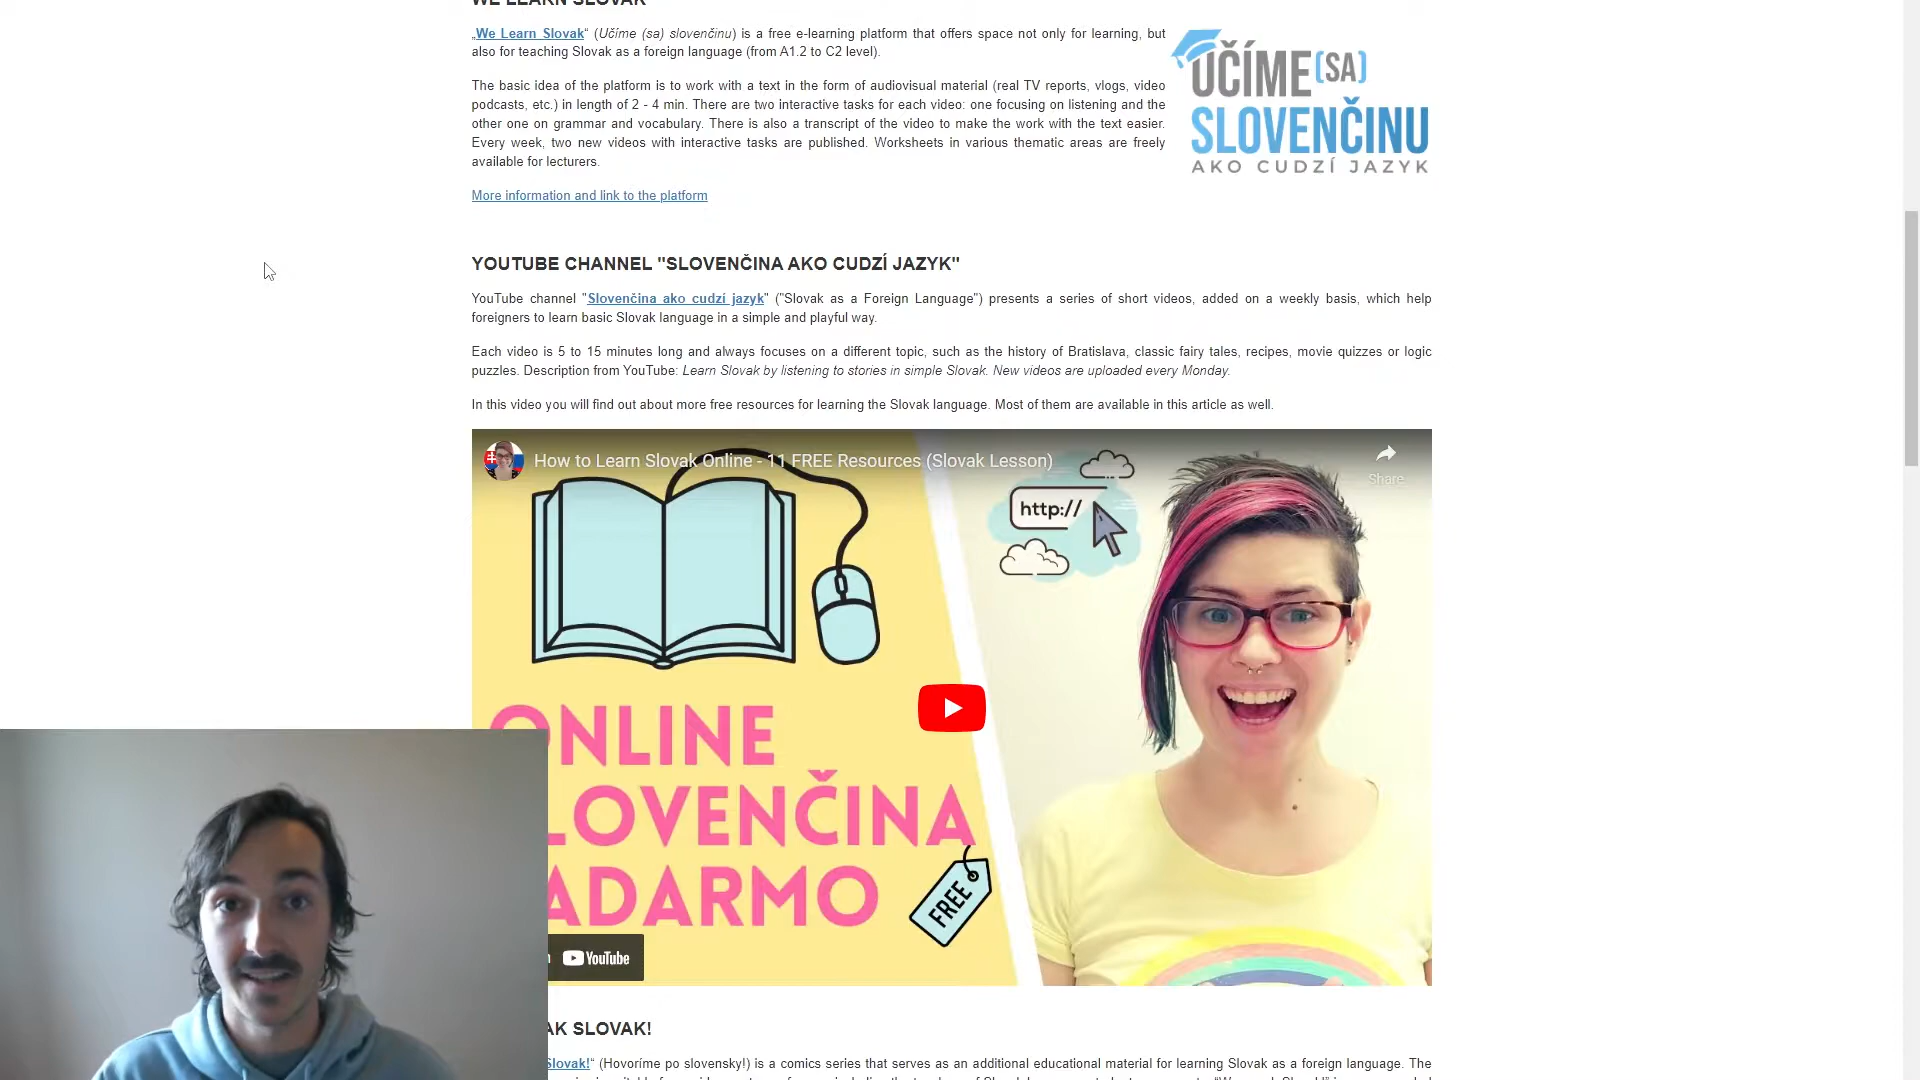 WE LEARN SLOVAK
„We Learn Slovak“ (Učíme (sa) slovenčinu) is a free e-learning platform that offers space not only for learning, but
also for teaching Slovak as a foreign language (from A1.2 to C2 level).
The basic idea of the platform is to work with a text in the form of audiovisual material (real TV reports, vlogs, video
podcasts, etc.) in length of 2 - 4 min. There are two interactive tasks for each video: one focusing on listening and the
other one on grammar and vocabulary. There is also a transcript of the video to make the work with the text easier.
Every week, two new videos with interactive tasks are published. Worksheets in various thematic areas are freely
available for lecturers.
More information and link to the platform
UČÍME(SA)
SLOVENČINU
AKO CUDZÍ JAZYK
YOUTUBE CHANNEL "SLOVENČINA AKO CUDZÍ JAZYK"
YouTube channel "Slovenčina ako cudzí jazyk" ("Slovak as a Foreign Language") presents a series of short videos, added on a weekly basis, which help
foreigners to learn basic Slovak language in a simple and playful way.
Each video is 5 to 15 minutes long and always focuses on a different topic, such as the history of Bratislava, classic fairy tales, recipes, movie quizzes or logic
puzzles. Description from YouTube: Learn Slovak by listening to stories in simple Slovak. New videos are uploaded every Monday.
In this video you will find out about more free resources for learning the Slovak language. Most of them are available in this article as well.
How to Learn Slovak Online - 11 FREE Resources (Slovak Lesson)
Share
http://
ONLINE
LOVENČINA
ADARMO
FREE
YouTube
AK SLOVAK!
Slovak!“ (Hovoríme po slovensky!) is a comics series that serves as an additional educational material for learning Slovak as a foreign language. The